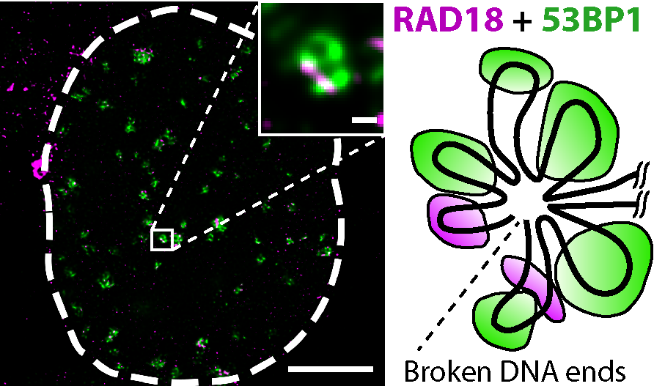 RAD18 + 53BP1
Broken DNA ends